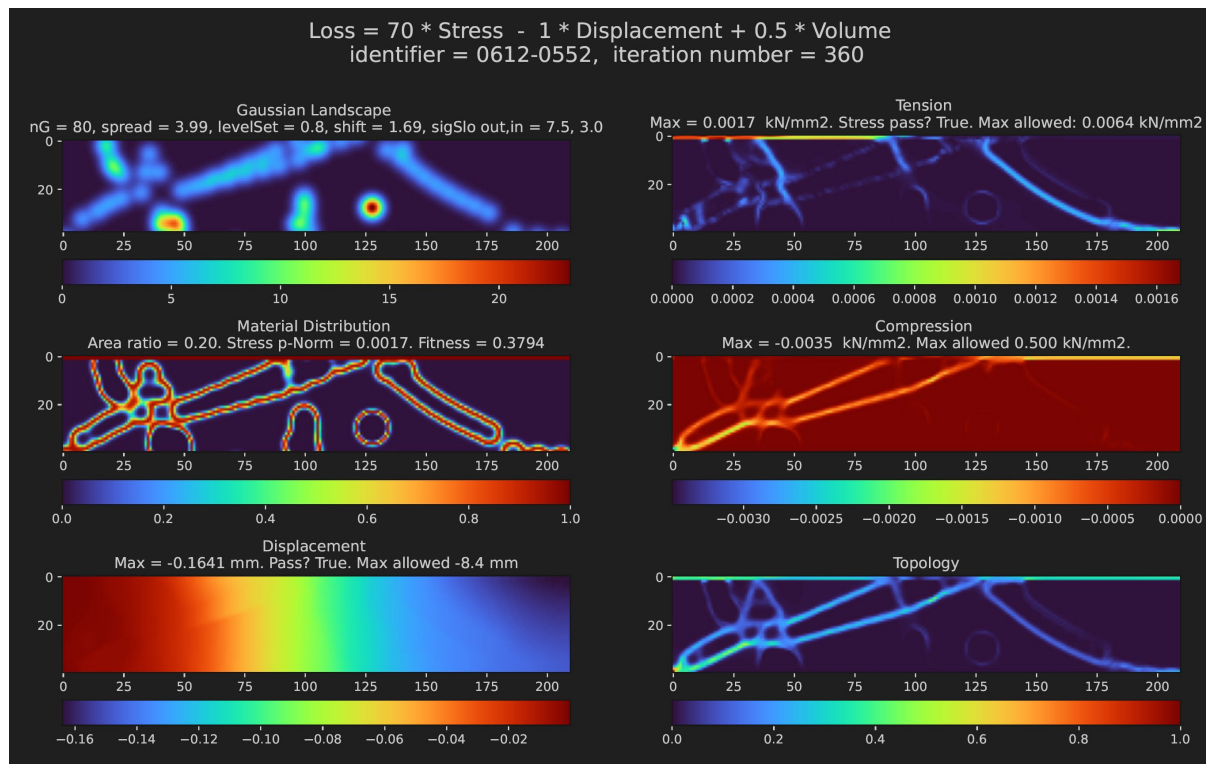 Loss = 70 * Stress  -  1 * Displacement + 0.5 * Volume
identifier = 0612-0552,  iteration number = 360
Gaussian Landscape
nG = 80, spread = 3.99, levelSet = 0.8, shift = 1.69, sigSlo out,in = 7.5, 3.0
0
20
0 25 50 75 100 125 150 175 200
0 5 10 15 20
Tension
Max = 0.0017  kN/mm2. Stress pass? True. Max allowed: 0.0064 kN/mm2
0
20
0 25 50 75 100 125 150 175 200
0.0000 0.0002 0.0004 0.0006 0.0008 0.0010 0.0012 0.0014 0.0016
Material Distribution
Area ratio = 0.20. Stress p-Norm = 0.0017. Fitness = 0.3794
0
20
0 25 50 75 100 125 150 175 200
0.0 0.2 0.4 0.6 0.8 1.0
Compression
Max = -0.0035  kN/mm2. Max allowed 0.500 kN/mm2.
0
20
0 25 50 75 100 125 150 175 200
−0.0030 −0.0025 −0.0020 −0.0015 −0.0010 −0.0005 0.0000
Displacement
Max = -0.1641 mm. Pass? True. Max allowed -8.4 mm
0
20
0 25 50 75 100 125 150 175 200
−0.16 −0.14 −0.12 −0.10 −0.08 −0.06 −0.04 −0.02
Topology
0
20
0 25 50 75 100 125 150 175 200
0.0 0.2 0.4 0.6 0.8 1.0